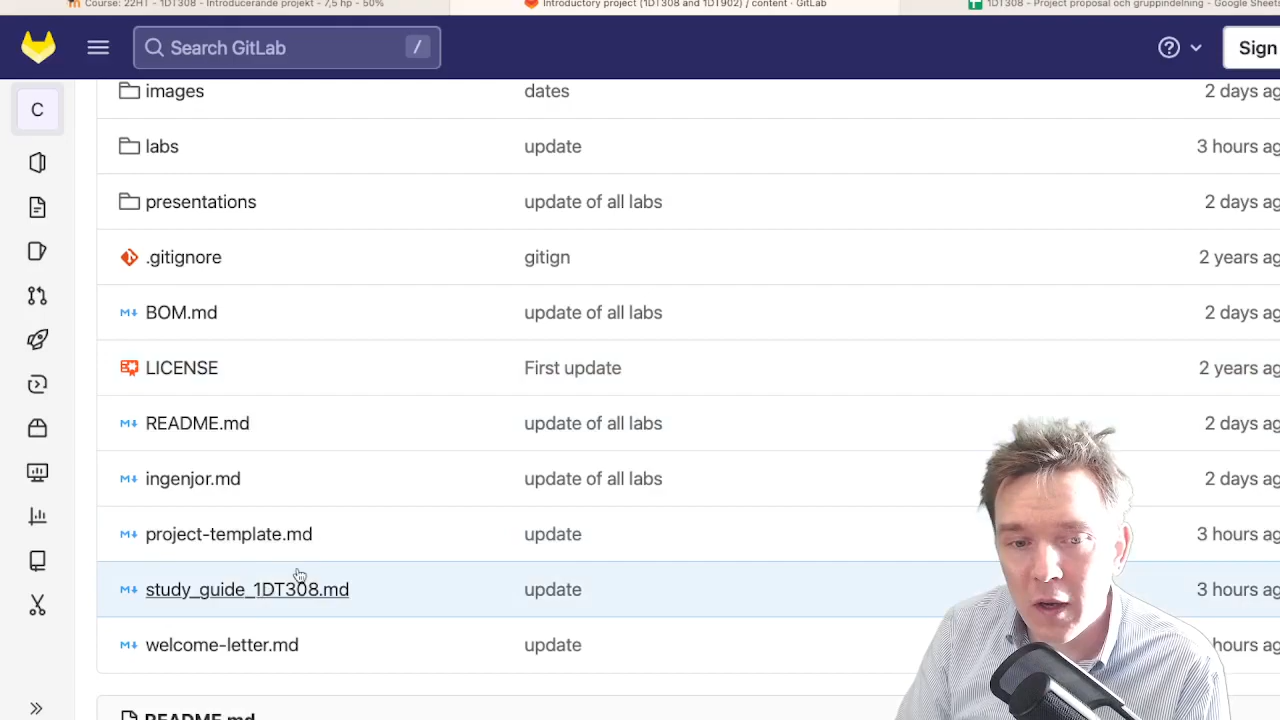 Course: 22HT - 1DT308 - Introducerande projekt - 7,5 hp - 50%
Introductory project (1DT308 and 1DT902) / content · GitLab
1DT308 - Project proposal och gruppindelning - Google Sheets
Search GitLab /
Sign
C
images dates 2 days ag
labs update 3 hours ag
presentations update of all labs 2 days ag
.gitignore gitign 2 years ag
BOM.md update of all labs 2 days ag
LICENSE First update 2 years ag
README.md update of all labs 2 days ag
ingenjor.md update of all labs 2 days ag
project-template.md update 3 hours ag
study_guide_1DT308.md update 3 hours ag
welcome-letter.md update hours ag
README.md